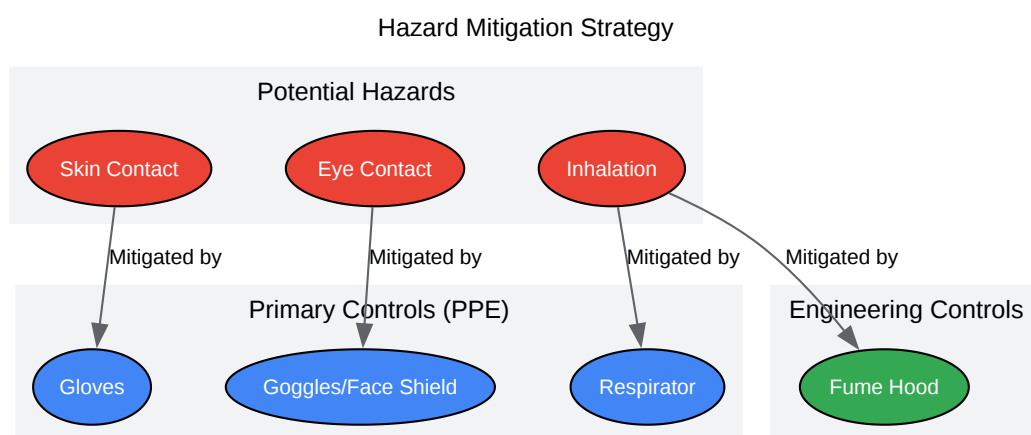 Hazard Mitigation Strategy
Potential Hazards
Skin Contact
Eye Contact
Inhalation
Mitigated by
Mitigated by
Mitigated by
Mitigated by
Primary Controls (PPE)
Engineering Controls
Gloves
Goggles/Face Shield
Respirator
Fume Hood